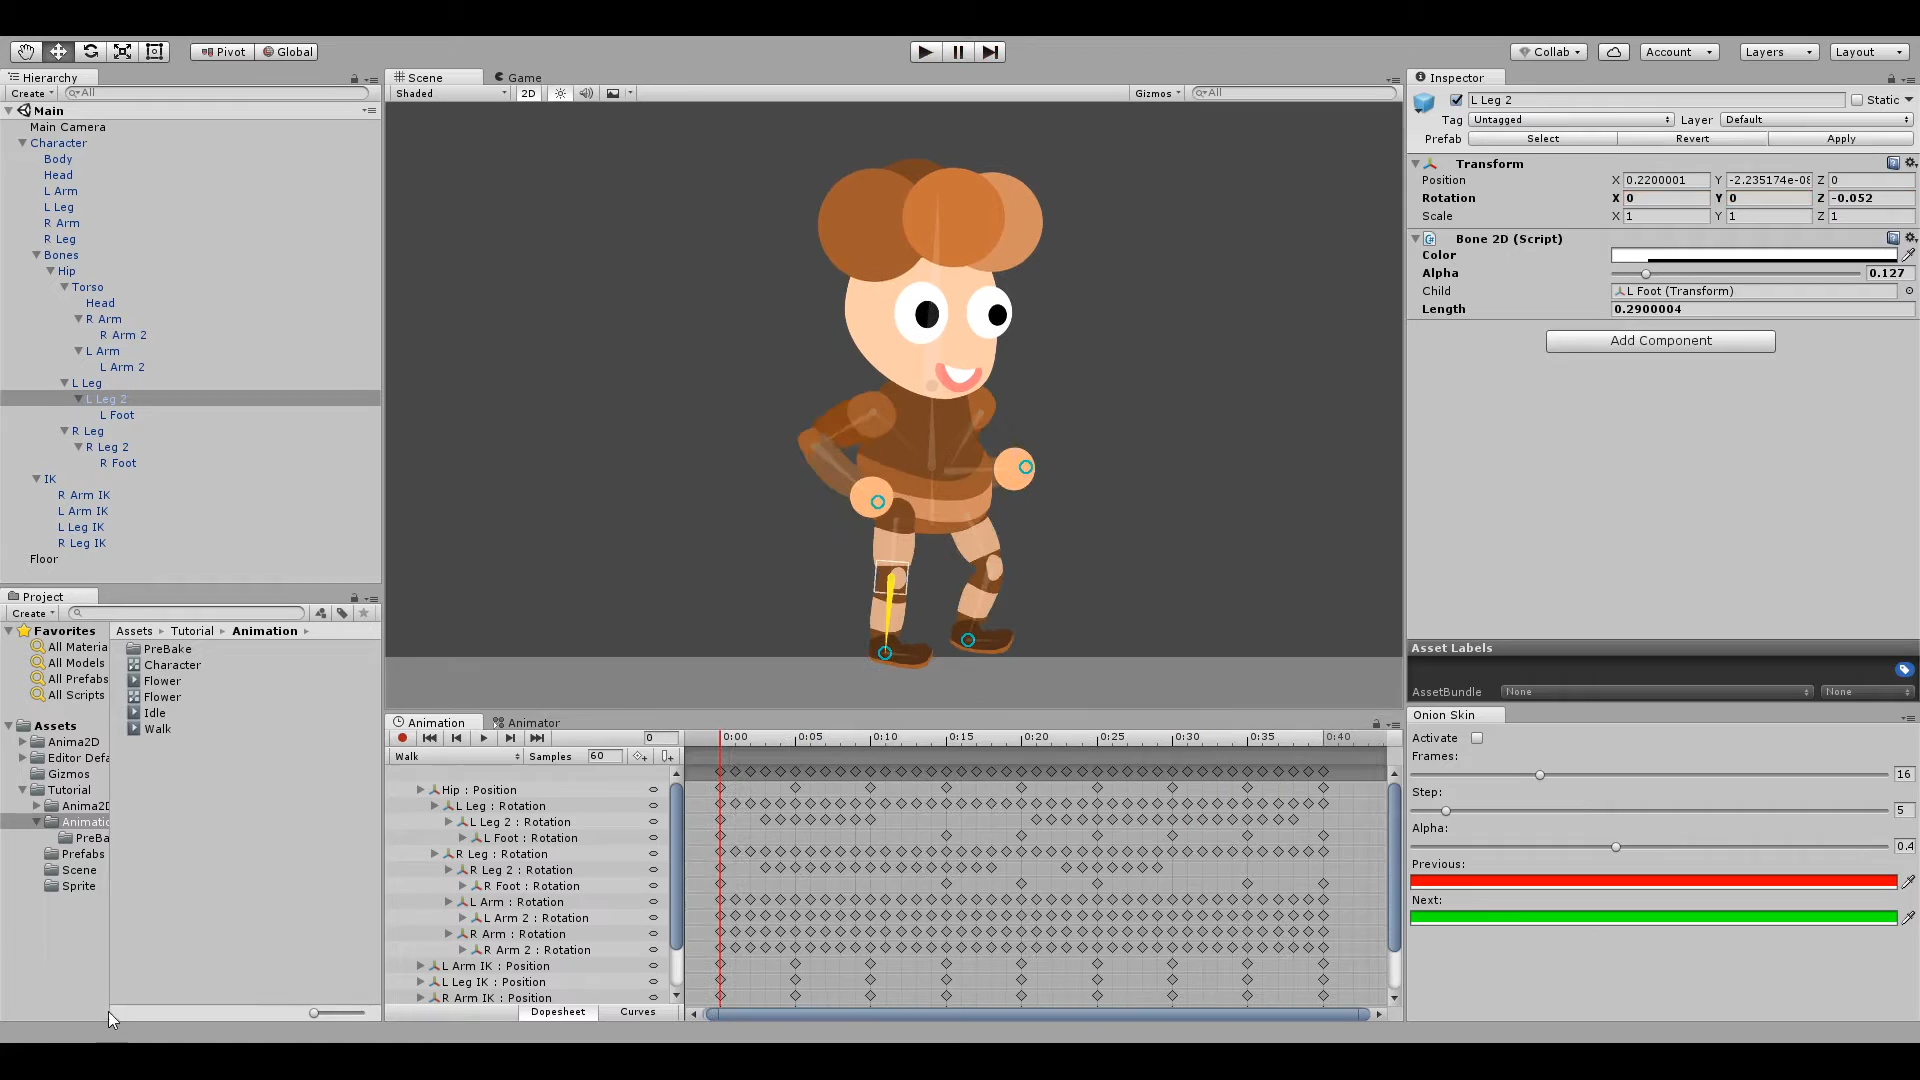 Pivot Global
Collab Account Layers Layout
Hierarchy
Create All
Main
Main Camera
Character
Body
Head
L Arm
L Leg
R Arm
R Leg
Bones
Hip
Torso
Head
R Arm
R Arm 2
L Arm
L Arm 2
L Leg
L Leg 2
L Foot
R Leg
R Leg 2
R Foot
IK
R Arm IK
L Arm IK
L Leg IK
R Leg IK
Floor
Scene Game
Shaded 2D Gizmos All
Inspector
L Leg 2 Static
Tag Untagged Layer Default
Prefab Select Revert Apply
Transform
Position X 0.2200001 Y -2.235174e-08 Z 0
Rotation X 0 Y 0 Z -0.052
Scale X 1 Y 1 Z 1
Bone 2D (Script)
Color
Alpha 0.127
Child L Foot (Transform)
Length 0.2900004
Add Component
Project
Create
Favorites
All Materia
All Models
All Prefabs
All Scripts
Assets
Anima2D
Editor Defa
Gizmos
Tutorial
Anima2D
Animatic
PreBa
Prefabs
Scene
Sprite
Assets Tutorial Animation
PreBake
Character
Flower
Flower
Idle
Walk
Animation Animator
0 0:00 0:05 0:10 0:15 0:20 0:25 0:30 0:35 0:40
Walk Samples 60
Hip : Position
L Leg : Rotation
L Leg 2 : Rotation
L Foot : Rotation
R Leg : Rotation
R Leg 2 : Rotation
R Foot : Rotation
L Arm : Rotation
L Arm 2 : Rotation
R Arm : Rotation
R Arm 2 : Rotation
L Arm IK : Position
L Leg IK : Position
R Arm IK : Position
Dopesheet Curves
Asset Labels
AssetBundle None None
Onion Skin
Activate
Frames:
16
Step:
5
Alpha:
0.4
Previous:
Next: